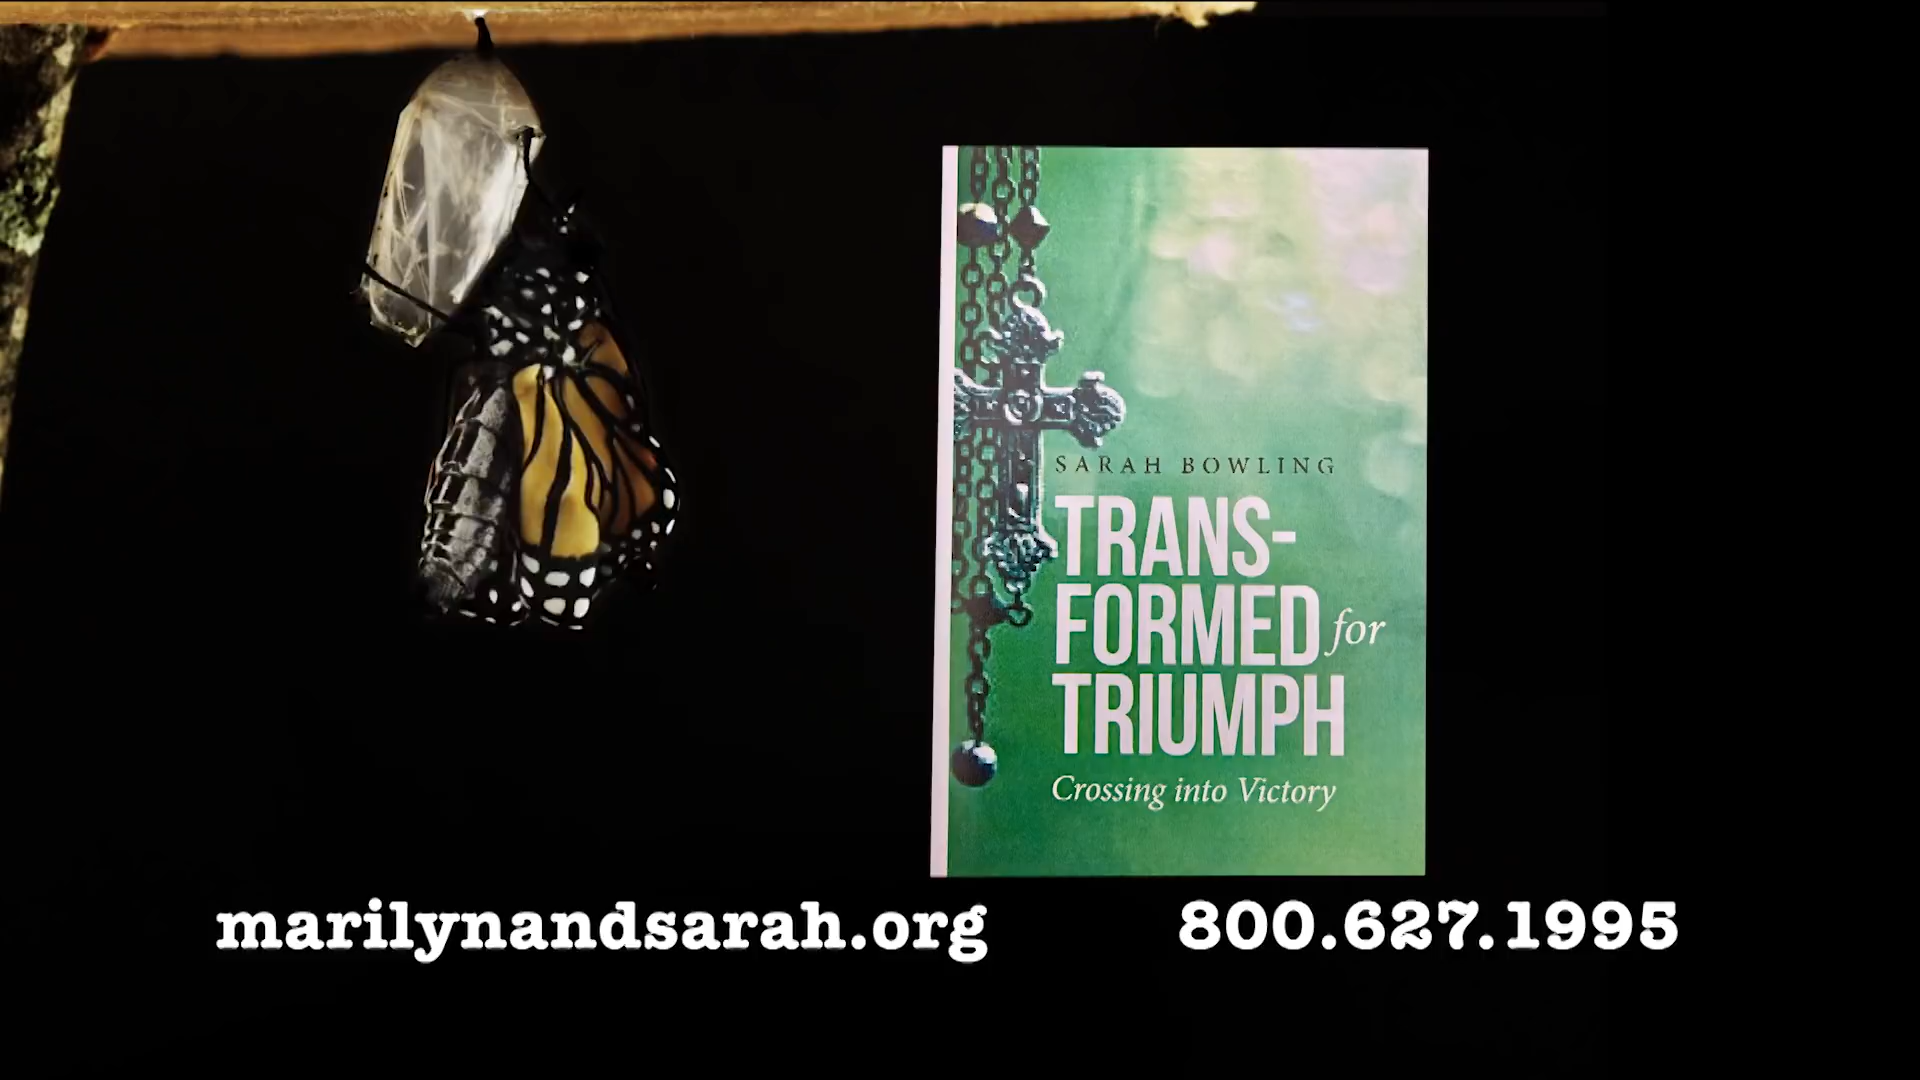 SARAH BOWLING
TRANS-
FORMED for
TRIUMPH
Crossing into Victory
marilynandsarah.org
800.627.1995